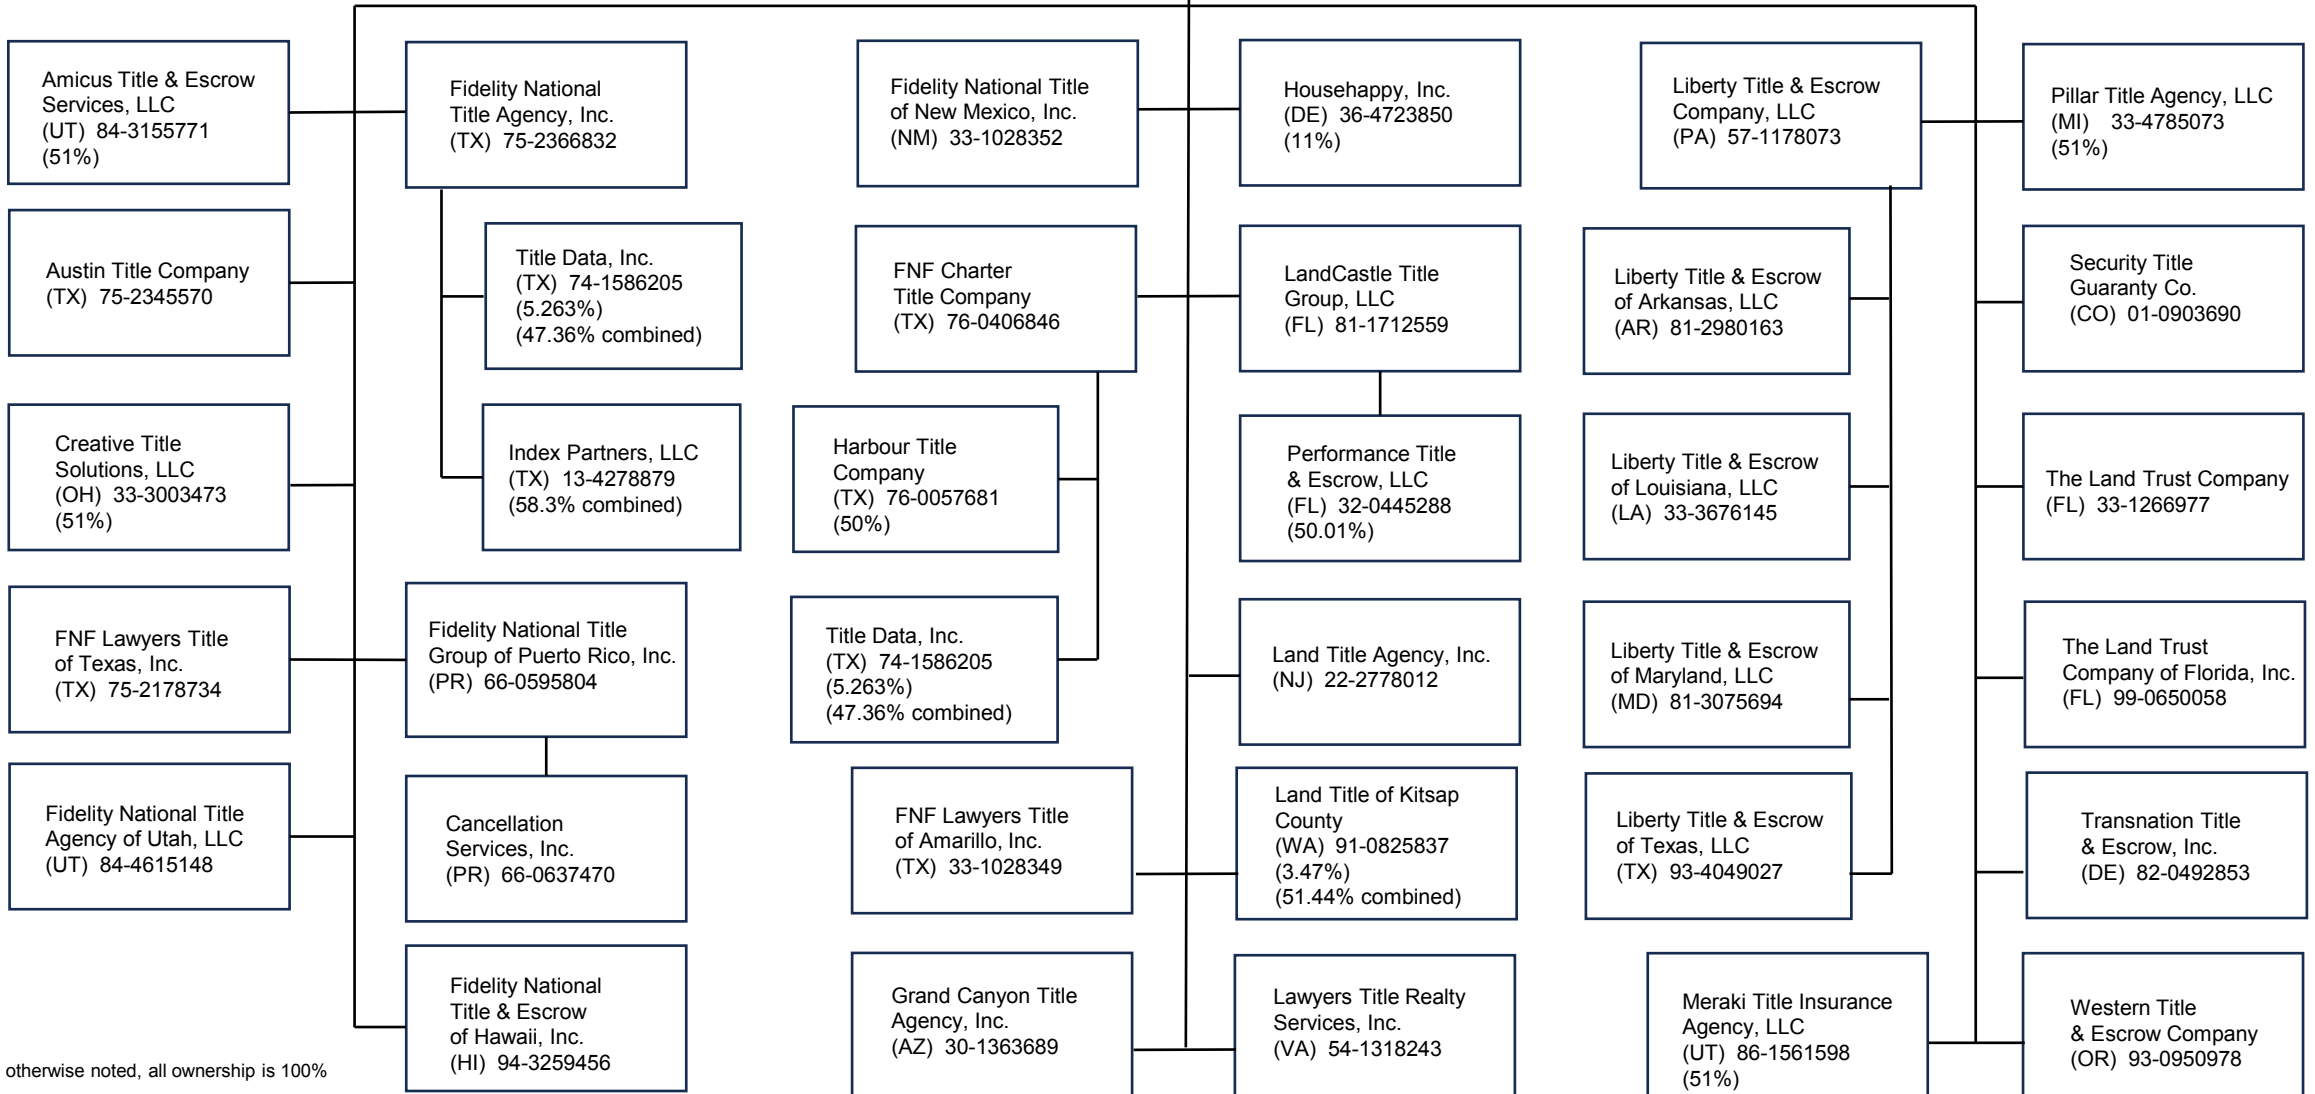 Amicus Title & Escrow
Services, LLC
(UT) 84-3155771
(51%)
Austin Title Company
(TX) 75-2345570
Creative Title
Solutions, LLC
(OH) 33-3003473
(51%)
FNF Lawyers Title
of Texas, Inc.
(TX) 75-2178734
Fidelity National Title
Agency of Utah, LLC
(UT) 84-4615148
Fidelity National
Title Agency, Inc.
(TX) 75-2366832
Title Data, Inc.
(TX) 74-1586205
(5.263%)
(47.36% combined)
Index Partners, LLC
(TX) 13-4278879
(58.3% combined)
Fidelity National Title
Group of Puerto Rico, Inc.
(PR) 66-0595804
Cancellation
Services, Inc.
(PR) 66-0637470
Fidelity National
Title & Escrow
of Hawaii, Inc.
(HI) 94-3259456
Fidelity National Title
of New Mexico, Inc.
(NM) 33-1028352
FNF Charter
Title Company
(TX) 76-0406846
Harbour Title
Company
(TX) 76-0057681
(50%)
Title Data, Inc.
(TX) 74-1586205
(5.263%)
(47.36% combined)
FNF Lawyers Title
of Amarillo, Inc.
(TX) 33-1028349
Grand Canyon Title
Agency, Inc.
(AZ) 30-1363689
Househappy, Inc.
(DE) 36-4723850
(11%)
LandCastle Title
Group, LLC
(FL) 81-1712559
Performance Title
& Escrow, LLC
(FL) 32-0445288
(50.01%)
Land Title Agency, Inc.
(NJ) 22-2778012
Land Title of Kitsap
County
(WA) 91-0825837
(3.47%)
(51.44% combined)
Lawyers Title Realty
Services, Inc.
(VA) 54-1318243
Liberty Title & Escrow
Company, LLC
(PA) 57-1178073
Liberty Title & Escrow
of Arkansas, LLC
(AR) 81-2980163
Liberty Title & Escrow
of Louisiana, LLC
(LA) 33-3676145
Liberty Title & Escrow
of Maryland, LLC
(MD) 81-3075694
Liberty Title & Escrow
of Texas, LLC
(TX) 93-4049027
Meraki Title Insurance
Agency, LLC
(UT) 86-1561598
(51%)
Pillar Title Agency, LLC
(MI) 33-4785073
(51%)
Security Title
Guaranty Co.
(CO) 01-0903690
The Land Trust Company
(FL) 33-1266977
The Land Trust
Company of Florida, Inc.
(FL) 99-0650058
Transnation Title
& Escrow, Inc.
(DE) 82-0492853
Western Title
& Escrow Company
(OR) 93-0950978
otherwise noted, all ownership is 100%